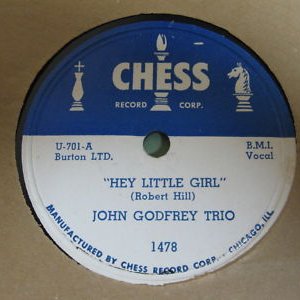 CHESS
RECORD CORP.
U-701-A
Burton LTD.
B.M.I.
Vocal
"HEY LITTLE GIRL"
(Robert Hill)
JOHN GODFREY TRIO
1478
MANUFACTURED BY CHESS RECORD CORP., CHICAGO, ILL.